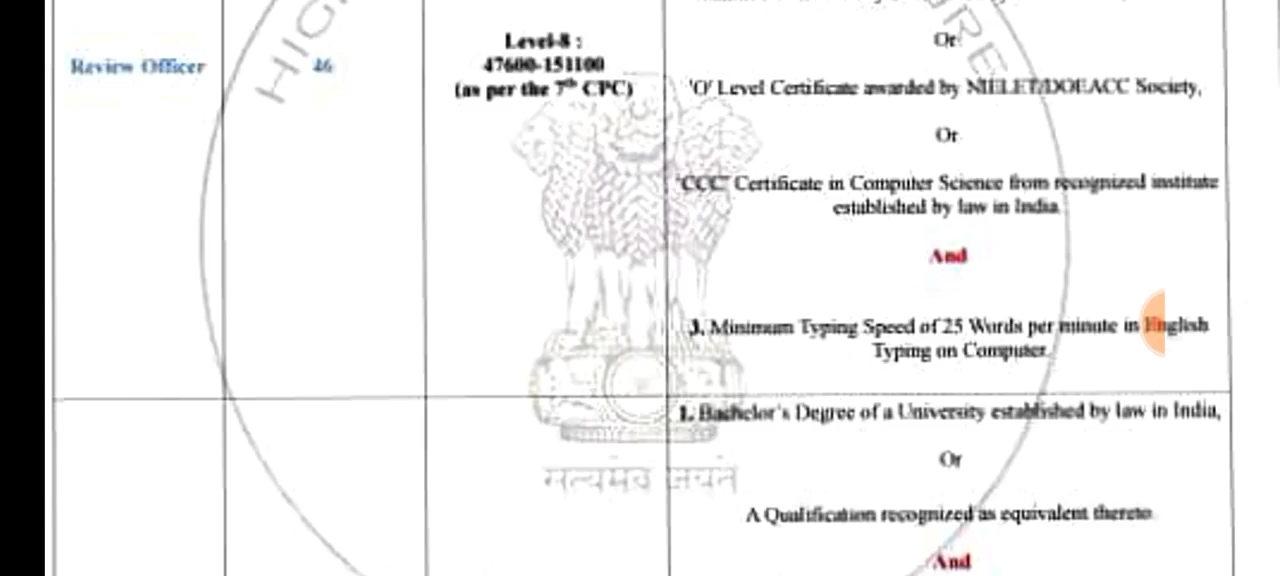 Or
Level-8 :
Review Officer
46
47600-151100
(as per the 7th CPC)
'O' Level Certificate awarded by NIELET/DOEACC Society,
Or
'CCC' Certificate in Computer Science from recognized institute
established by law in India
And
3. Minimum Typing Speed of 25 Words per minute in English
Typing on Computer.
1. Bachelor's Degree of a University established by law in India,
Or
सत्यमेव जयते
A Qualification recognized as equivalent thereto
And